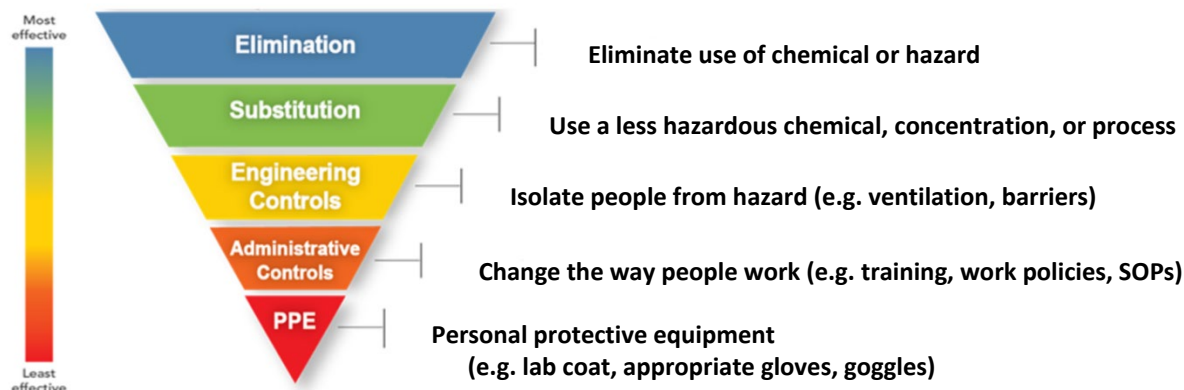 Most
effective
Elimination
Eliminate use of chemical or hazard
Substitution
Use a less hazardous chemical, concentration, or process
Engineering
Controls
Isolate people from hazard (e.g. ventilation, barriers)
Administrative
Controls
Change the way people work (e.g. training, work policies, SOPs)
PPE
Personal protective equipment
(e.g. lab coat, appropriate gloves, goggles)
Least
effective